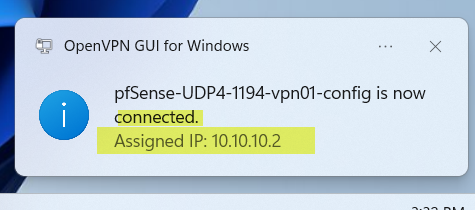 OpenVPN GUI for Windows
pfSense-UDP4-1194-vpn01-config is now
connected.
Assigned IP: 10.10.10.2